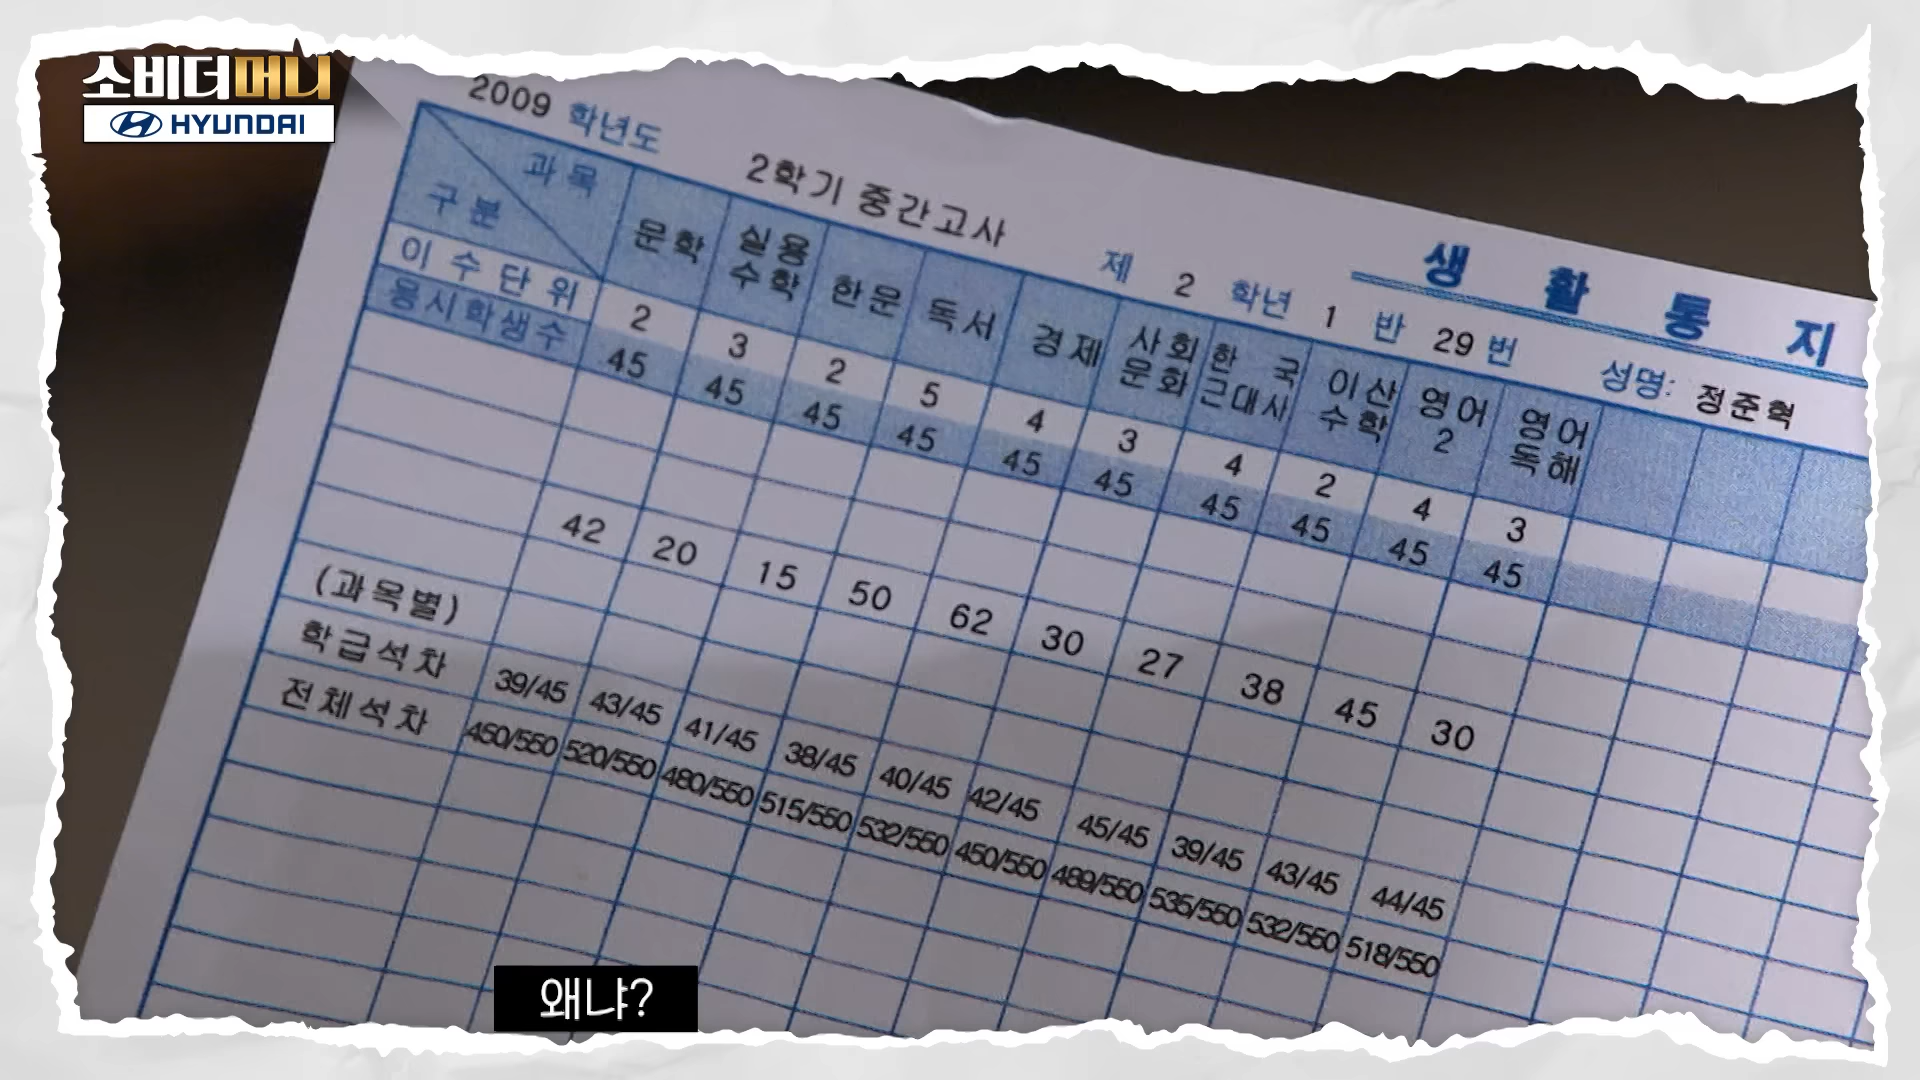 소비더머니
HYUNDAI
2009 학년도 2학기 중간고사 제 2 학년 1 반 29 번 성명: 정준혁
생 활 통 지
구분 과목 문학 실용수학 한문 독서 경제 사회문화 한국근대사 이산수학 영어2 영어독해
이수단위 2 3 2 5 4 3 4 2 4 3
응시학생수 45 45 45 45 45 45 45 45 45 45
42 20 15 50 62 30 27 38 45 30
(과목별)
학급석차 39/45 43/45 41/45 38/45 40/45 42/45 45/45 39/45 43/45 44/45
전체석차 450/550 520/550 480/550 515/550 532/550 450/550 489/550 535/550 532/550 518/550
왜냐?